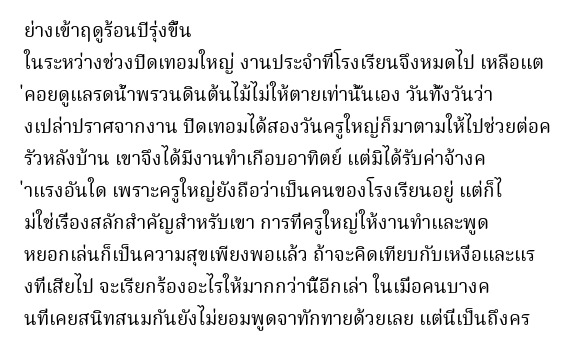 ย่างเข้าฤดูร้อนปีรุ่งขึ้น
ในระหว่างช่วงปิดเทอมใหญ่ งานประจำที่โรงเรียนจึงหมดไป เหลือแต
่คอยดูแลรดน้ำพรวนดินต้นไม้ไม่ให้ตายเท่านั้นเอง วันทั้งวันว่า
งเปล่าปราศจากงาน ปิดเทอมได้สองวันครูใหญ่ก็มาตามให้ไปช่วยต่อค
รัวหลังบ้าน เขาจึงได้มีงานทำเกือบอาทิตย์ แต่มิได้รับค่าจ้างค
่าแรงอันใด เพราะครูใหญ่ยังถือว่าเป็นคนของโรงเรียนอยู่ แต่ก็ไ
ม่ใช่เรื่องสลักสำคัญสำหรับเขา การที่ครูใหญ่ให้งานทำและพูด
หยอกเล่นก็เป็นความสุขเพียงพอแล้ว ถ้าจะคิดเทียบกับเหงื่อและแร
งที่เสียไป จะเรียกร้องอะไรให้มากกว่านี้อีกเล่า ในเมื่อคนบางค
นที่เคยสนิทสนมกันยังไม่ยอมพูดจาทักทายด้วยเลย แต่นี่เป็นถึงคร